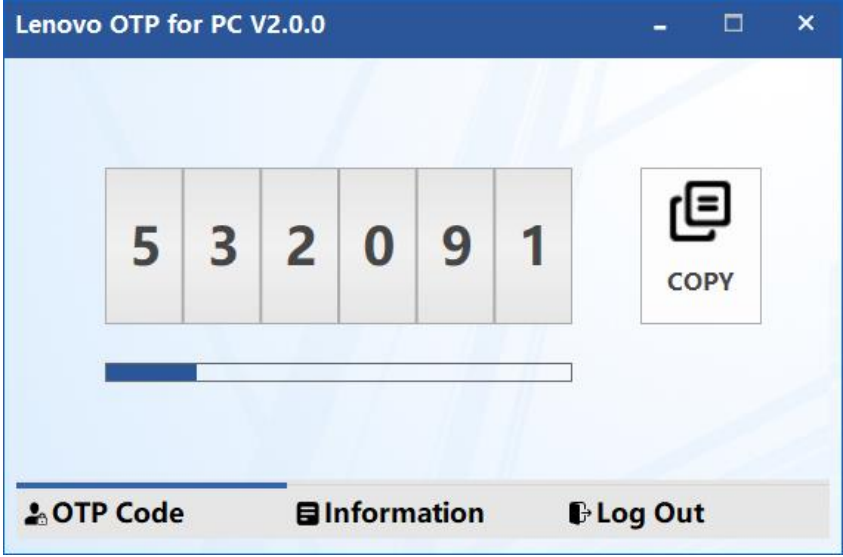 Lenovo OTP for PC V2.0.0
5 3 2 0 9 1
COPY
OTP Code Information Log Out